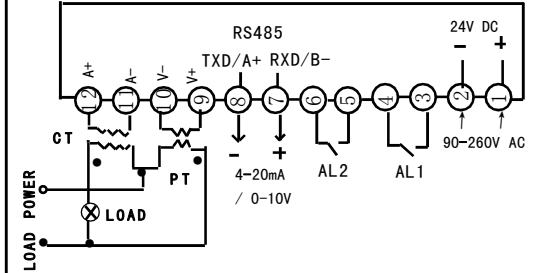 RS485
24V DC
TXD/A+ RXD/B-
- +
A+ A- V- V+
12 11 10 9 8 7 6 5 4 3 2 1
CT
- +
90-260V AC
4-20mA
/ 0-10V
AL2
AL1
PT
LOAD
LOAD POWER